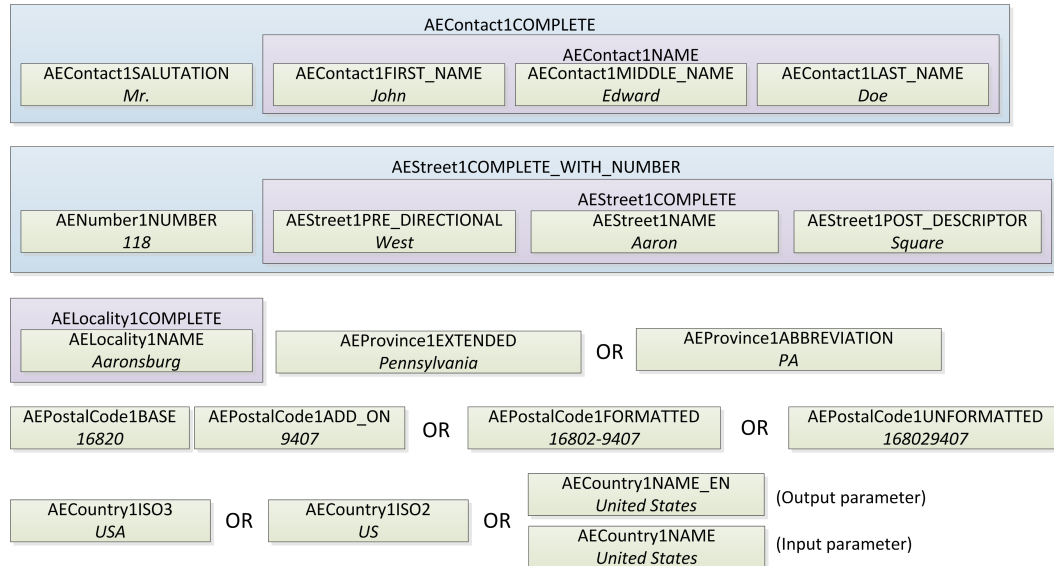 AEContact1COMPLETE
AEContact1NAME
AEContact1SALUTATION
Mr.
AEContact1FIRST_NAME
John
AEContact1MIDDLE_NAME
Edward
AEContact1LAST_NAME
Doe
AEStreet1COMPLETE_WITH_NUMBER
AEStreet1COMPLETE
AENumber1NUMBER
118
AEStreet1PRE_DIRECTIONAL
West
AEStreet1NAME
Aaron
AEStreet1POST_DESCRIPTOR
Square
AELocality1COMPLETE
AELocality1NAME
Aaronsburg
AEProvince1EXTENDED
Pennsylvania
OR
AEProvince1ABBREVIATION
PA
AEPostalCode1BASE
16820
AEPostalCode1ADD_ON
9407
OR
AEPostalCode1FORMATTED
16802-9407
OR
AEPostalCode1UNFORMATTED
168029407
AECountry1ISO3
USA
OR
AECountry1ISO2
US
OR
AECountry1NAME_EN
United States
(Output parameter)
AECountry1NAME
United States
(Input parameter)